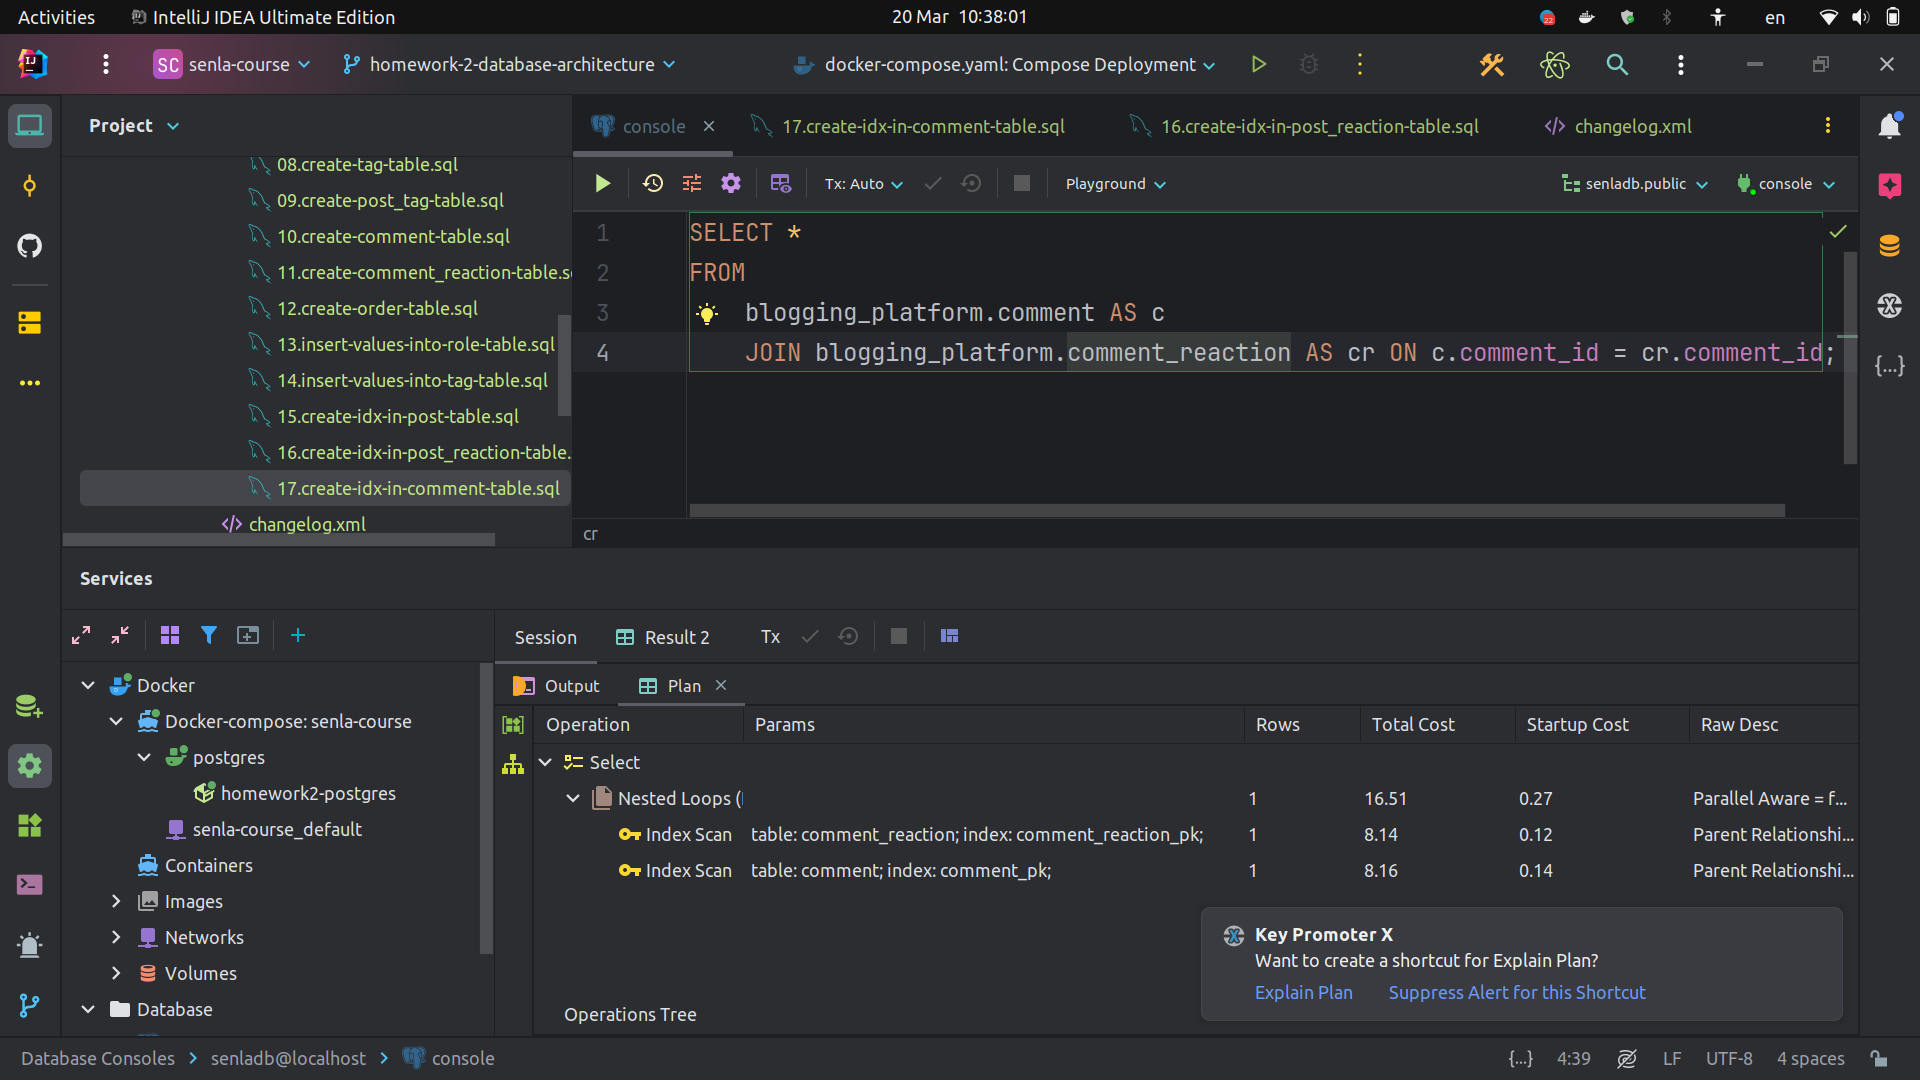 Activities
IntelliJ IDEA Ultimate Edition
20 Mar 10:38:01
22
en
IJ
SC senla-course
homework-2-database-architecture
docker-compose.yaml: Compose Deployment
Project
console
17.create-idx-in-comment-table.sql
16.create-idx-in-post_reaction-table.sql
changelog.xml
Tx: Auto
Playground
senladb.public
console
08.create-tag-table.sql
09.create-post_tag-table.sql
10.create-comment-table.sql
11.create-comment_reaction-table.s
12.create-order-table.sql
13.insert-values-into-role-table.sql
14.insert-values-into-tag-table.sql
15.create-idx-in-post-table.sql
16.create-idx-in-post_reaction-table.
17.create-idx-in-comment-table.sql
changelog.xml
1 SELECT *
2 FROM
3 blogging_platform.comment AS c
4 JOIN blogging_platform.comment_reaction AS cr ON c.comment_id = cr.comment_id;
{...}
cr
Services
Session
Result 2
Tx
Docker
Docker-compose: senla-course
postgres
homework2-postgres
senla-course_default
Containers
Images
Networks
Volumes
Database
Output
Plan
Operation Params Rows Total Cost Startup Cost Raw Desc
Select
Nested Loops ( 1 16.51 0.27 Parallel Aware = f...
Index Scan table: comment_reaction; index: comment_reaction_pk; 1 8.14 0.12 Parent Relationshi...
Index Scan table: comment; index: comment_pk; 1 8.16 0.14 Parent Relationshi...
Operations Tree
Key Promoter X
Want to create a shortcut for Explain Plan?
Explain Plan Suppress Alert for this Shortcut
Database Consoles senladb@localhost console
{...} 4:39 LF UTF-8 4 spaces